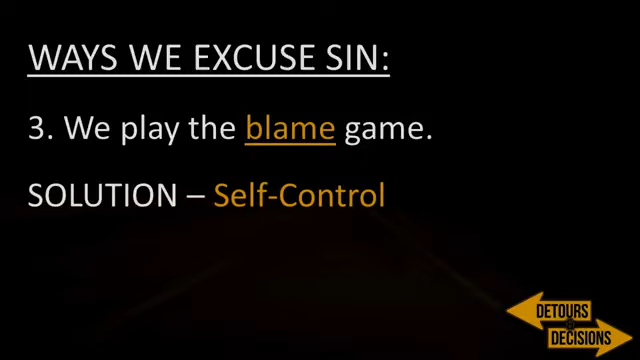 WAYS WE EXCUSE SIN:
3. We play the blame game.
SOLUTION – Self-Control
DETOURS
&
DECISIONS